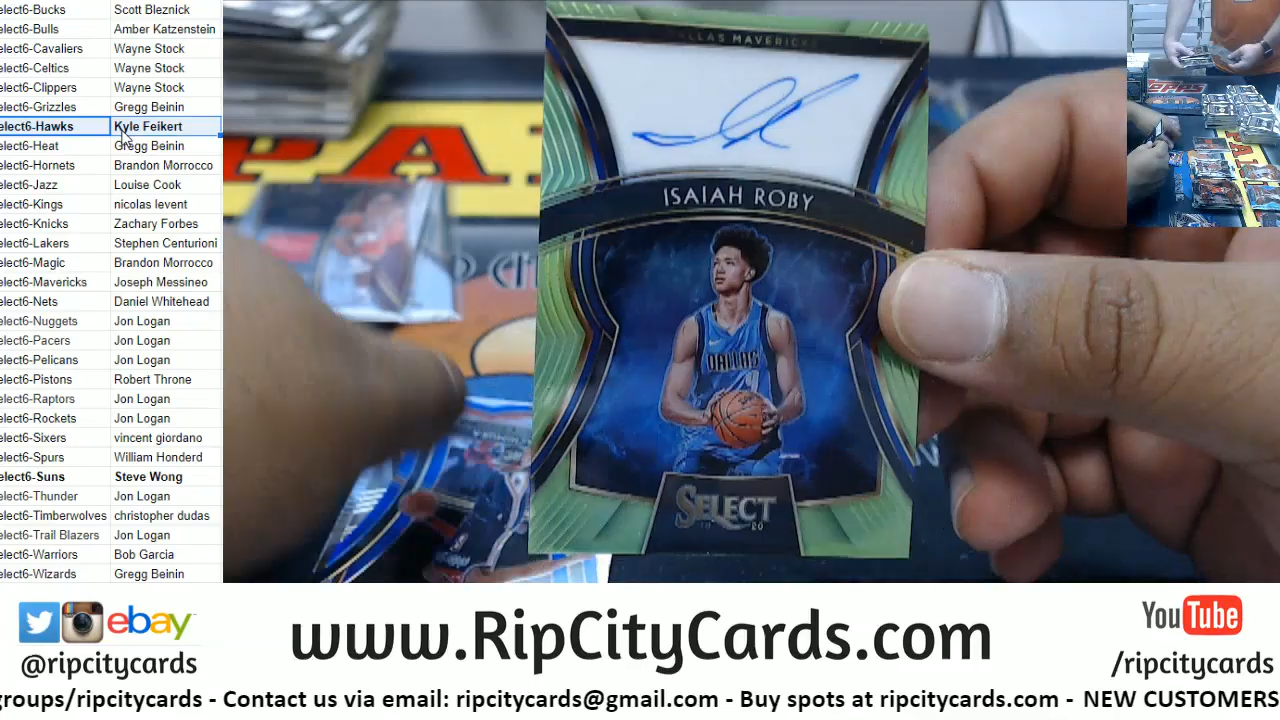 elect6-Bucks Scott Bleznick
elect6-Bulls Amber Katzenstein
elect6-Cavaliers Wayne Stock
elect6-Celtics Wayne Stock
elect6-Clippers Wayne Stock
elect6-Grizzles Gregg Beinin
elect6-Hawks Kyle Feikert
elect6-Heat Gregg Beinin
elect6-Hornets Brandon Morrocco
elect6-Jazz Louise Cook
elect6-Kings nicolas levent
elect6-Knicks Zachary Forbes
elect6-Lakers Stephen Centurioni
elect6-Magic Brandon Morrocco
elect6-Mavericks Joseph Messineo
elect6-Nets Daniel Whitehead
elect6-Nuggets Jon Logan
elect6-Pacers Jon Logan
elect6-Pelicans Jon Logan
elect6-Pistons Robert Throne
elect6-Raptors Jon Logan
elect6-Rockets Jon Logan
elect6-Sixers vincent giordano
elect6-Spurs William Honderd
elect6-Suns Steve Wong
elect6-Thunder Jon Logan
elect6-Timberwolves christopher dudas
elect6-Trail Blazers Jon Logan
elect6-Warriors Bob Garcia
elect6-Wizards Gregg Beinin
DALLAS MAVERICKS
ISAIAH ROBY
DALLAS
SELECT
20
ebay
@ripcitycards
www.RipCityCards.com
YouTube
/ripcitycards
groups/ripcitycards - Contact us via email: ripcitycards@gmail.com - Buy spots at ripcitycards.com - NEW CUSTOMERS